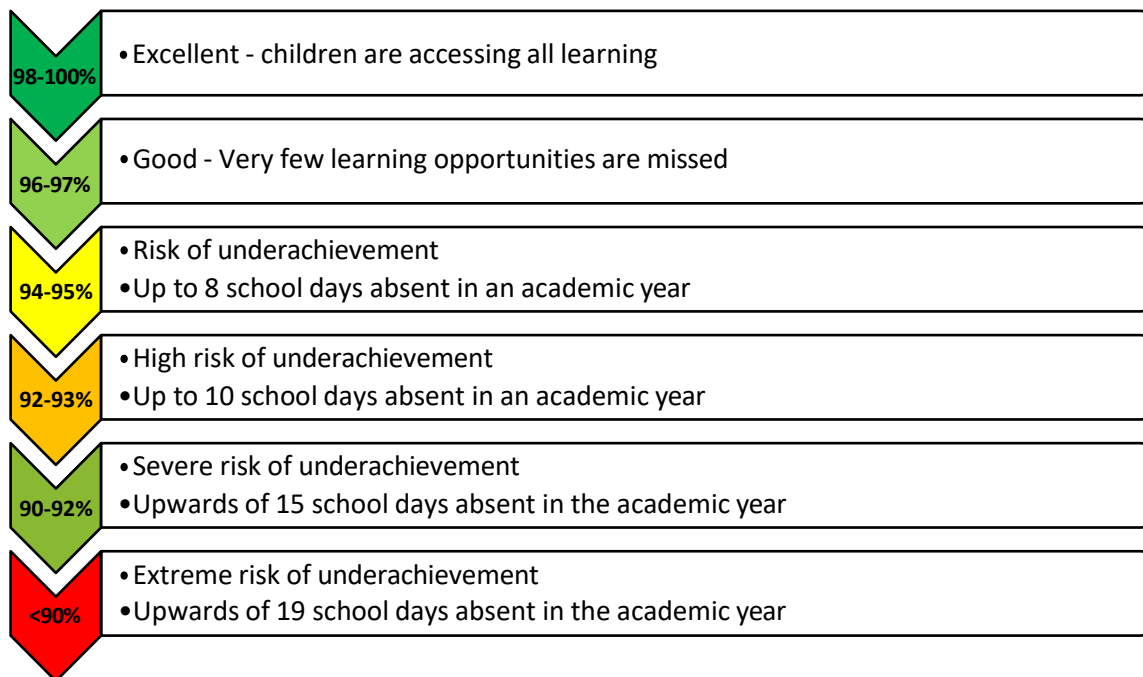 98-100%
•Excellent - children are accessing all learning
96-97%
•Good - Very few learning opportunities are missed
94-95%
•Risk of underachievement
•Up to 8 school days absent in an academic year
92-93%
•High risk of underachievement
•Up to 10 school days absent in an academic year
90-92%
•Severe risk of underachievement
•Upwards of 15 school days absent in the academic year
<90%
•Extreme risk of underachievement
•Upwards of 19 school days absent in the academic year